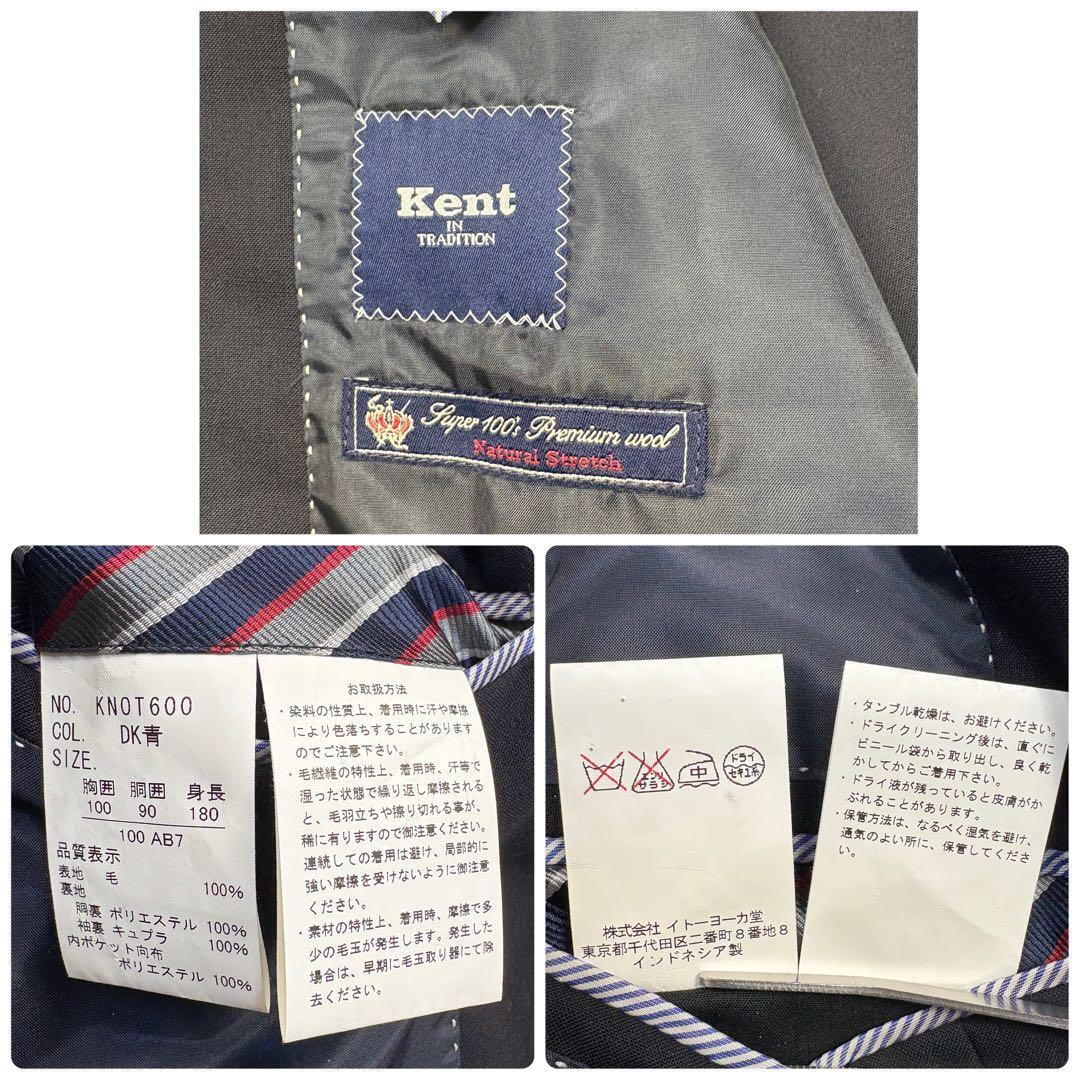 Kent
IN
TRADITION
Super 100's Premium wool
Natural Stretch
NO. KNOT600
COL. DK青
SIZE.
胸囲 胴囲 身長
100 90 180
100 AB7
品質表示
表地 毛 100%
裏地
胴裏 ポリエステル 100%
袖裏 キュプラ 100%
内ポケット向布
ポリエステル 100%
お取扱方法
・染料の性質上、着用時に汗や摩擦
により色落ちすることがあります
のでご注意下さい。
・毛繊維の特性上、着用時、汗等で
湿った状態で繰り返し摩擦される
と、毛羽立ちや擦り切れる事が、
稀に有りますので御注意ください。
連続しての着用は避け、局部的に
強い摩擦を受けないように御注意
ください。
・素材の特性上、着用時、摩擦で多
少の毛玉が発生します。発生した
場合は、早期に毛玉取り器にて除
去ください。
エンソ
サラシ
中
ドライ
セキユ系
株式会社 イトーヨーカ堂
東京都千代田区二番町8番地8
インドネシア製
・タンブル乾燥は、お避けください。
・ドライクリーニング後は、直ぐに
ビニール袋から取り出し、良く乾
かしてからご着用下さい。
・ドライ液が残っていると皮膚がか
ぶれることがあります。
・保管方法は、なるべく湿気を避け、
通気のよい所に、保管してくださ
い。